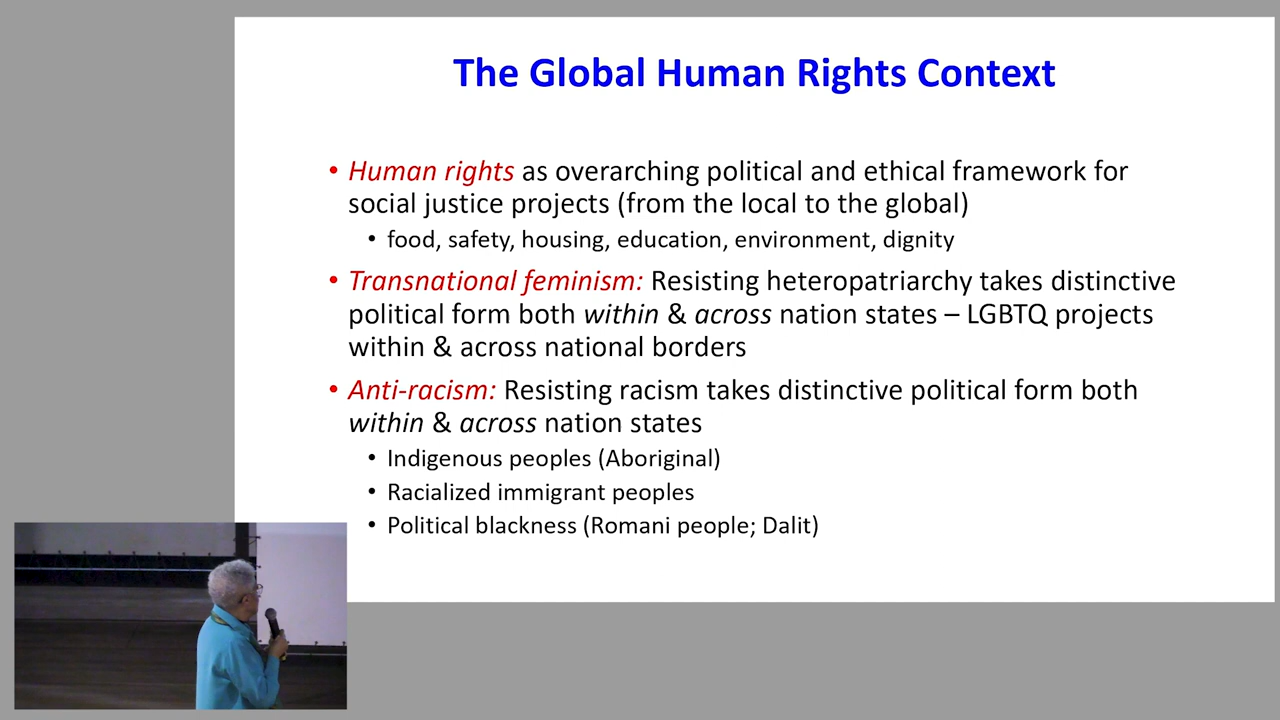 The Global Human Rights Context
• Human rights as overarching political and ethical framework for
social justice projects (from the local to the global)
• food, safety, housing, education, environment, dignity
• Transnational feminism: Resisting heteropatriarchy takes distinctive
political form both within & across nation states – LGBTQ projects
within & across national borders
• Anti-racism: Resisting racism takes distinctive political form both
within & across nation states
• Indigenous peoples (Aboriginal)
• Racialized immigrant peoples
• Political blackness (Romani people; Dalit)